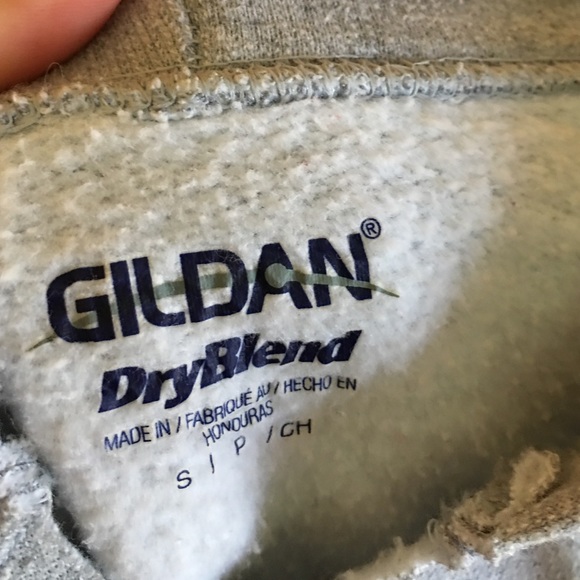 GILDAN®
DryBlend
MADE IN / FABRIQUÉ AU / HECHO EN
HONDURAS
S / P / CH